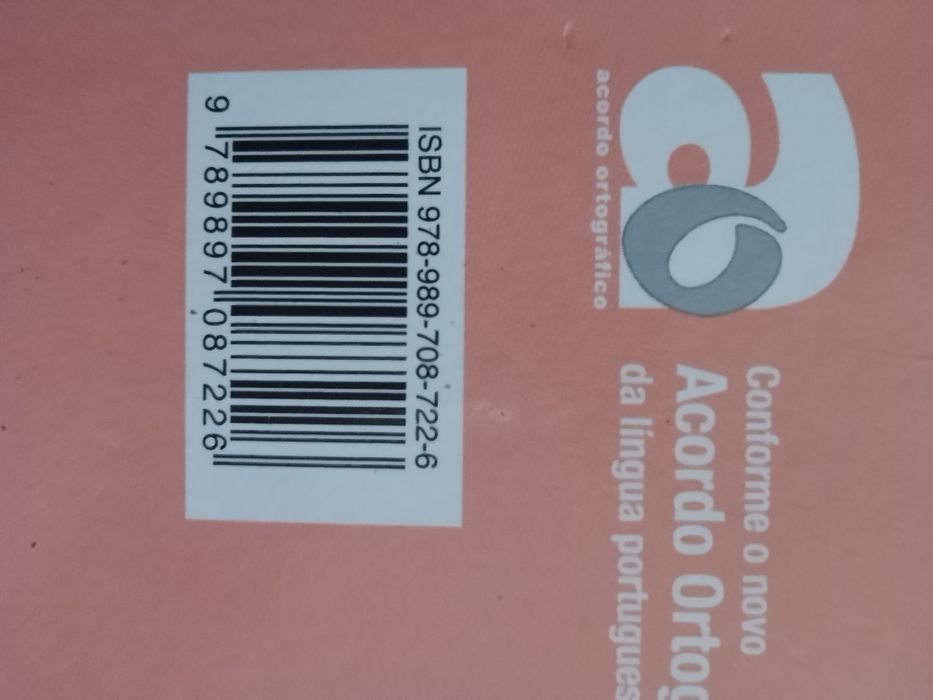 acordo ortográfico
Conforme o novo
Acordo Ortog
da língua portugues
ISBN 978-989-708-722-6
9 789897 087226